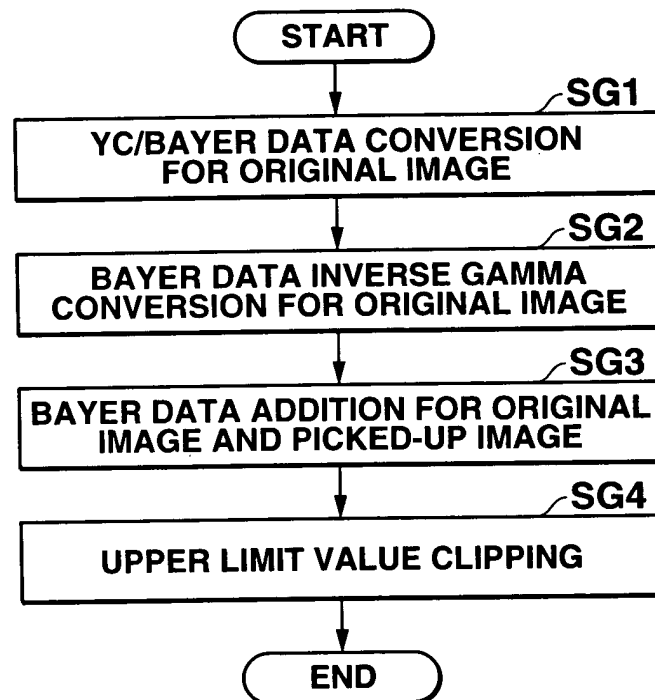 START
SG1
YC/BAYER DATA CONVERSION
FOR ORIGINAL IMAGE
SG2
BAYER DATA INVERSE GAMMA
CONVERSION FOR ORIGINAL IMAGE
SG3
BAYER DATA ADDITION FOR ORIGINAL
IMAGE AND PICKED-UP IMAGE
SG4
UPPER LIMIT VALUE CLIPPING
END